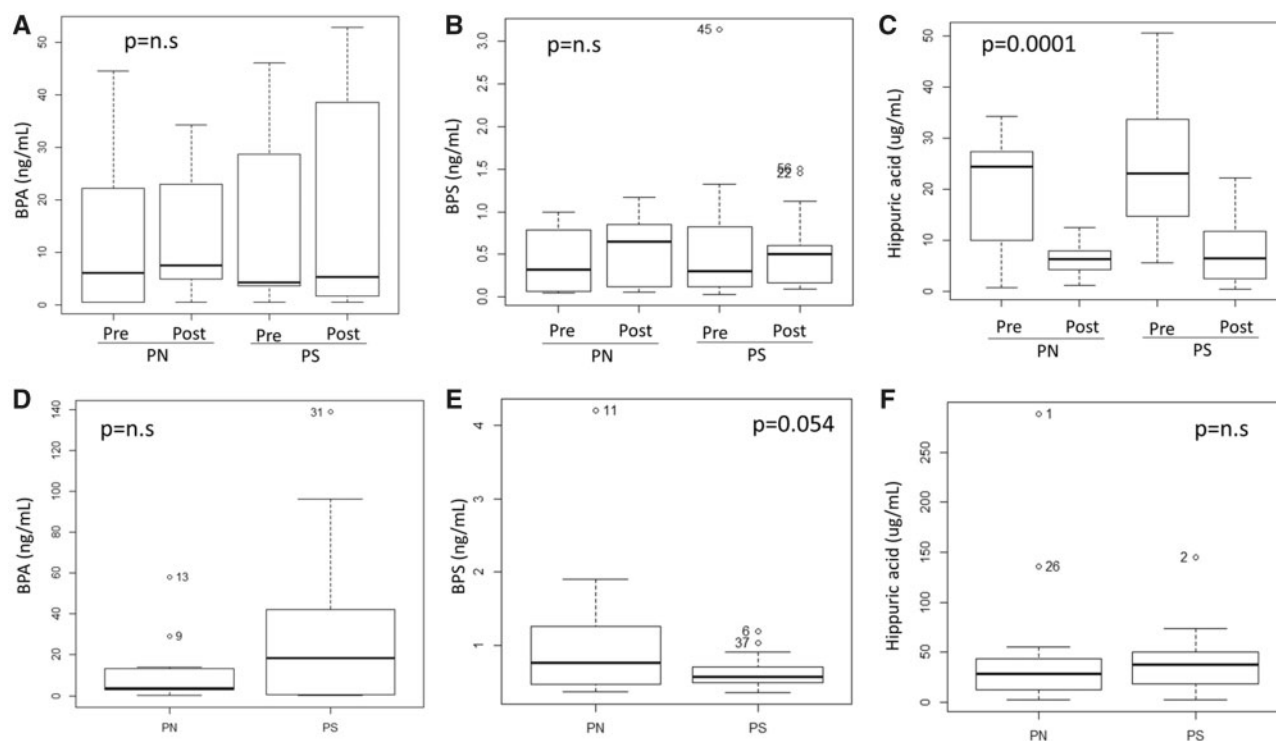 A
p=n.s
BPA (ng/mL)
50
40
30
20
10
0
Pre Post Pre Post
PN PS
B
p=n.s
45
BPS (ng/mL)
3.0
2.5
2.0
1.5
1.0
0.5
0.0
56
22
Pre Post Pre Post
PN PS
C
p=0.0001
Hippuric acid (ug/mL)
50
40
30
20
10
0
Pre Post Pre Post
PN PS
D
p=n.s
BPA (ng/mL)
140
120
100
80
60
40
20
0
31
13
9
PN PS
E
p=0.054
BPS (ng/mL)
4
3
2
1
11
6
37
PN PS
F
p=n.s
Hippuric acid (ug/mL)
250
200
150
100
50
0
1
26
2
PN PS